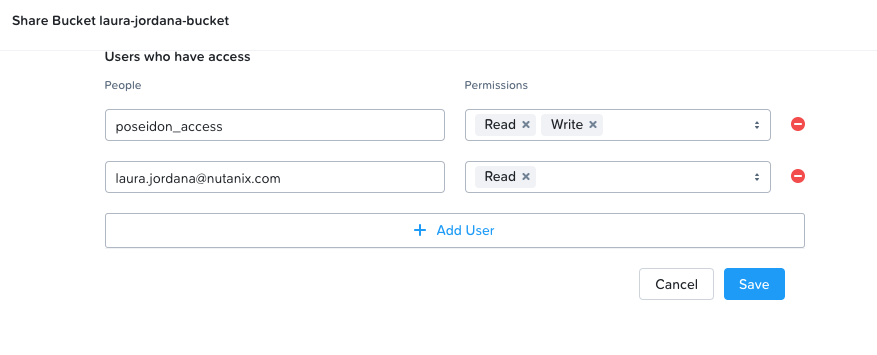 Share Bucket laura-jordana-bucket
Users who have access
People Permissions
poseidon_access Read × Write ×
laura.jordana@nutanix.com Read ×
+ Add User
Cancel Save